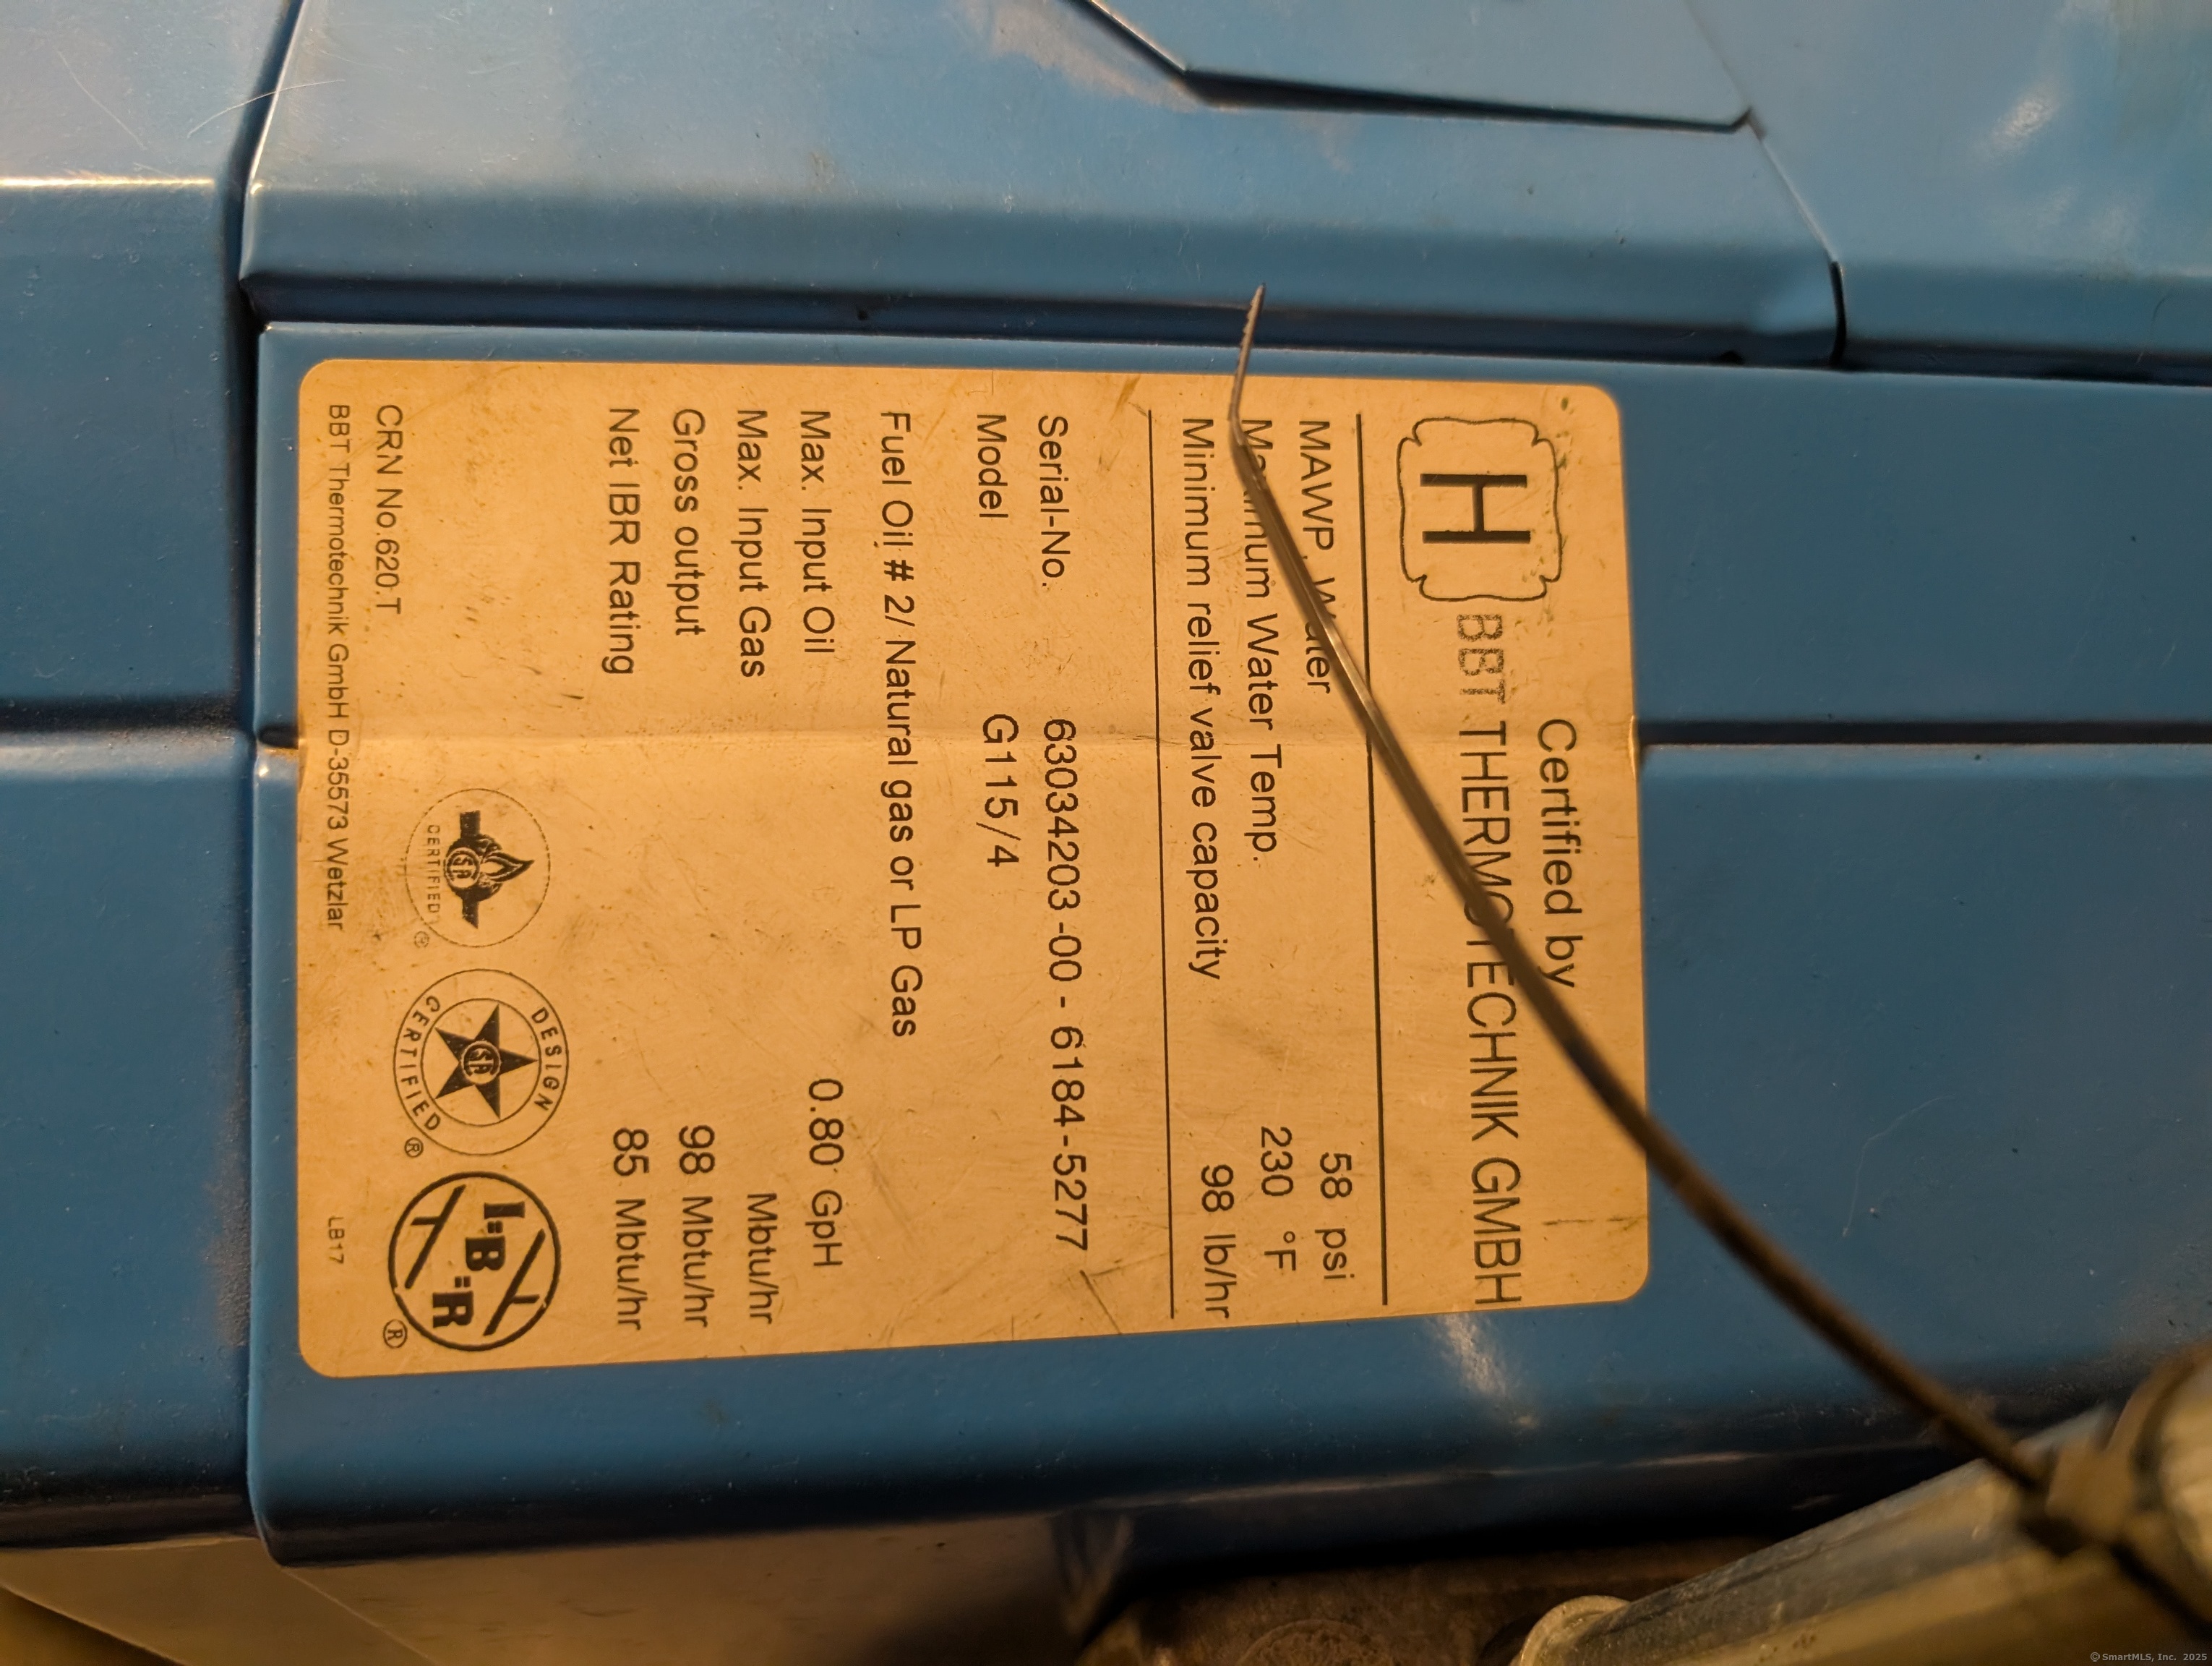 Certified by
H BBT THERMOTECHNIK GMBH
MAWP, Water 58 psi
Maximum Water Temp. 230 °F
Minimum relief valve capacity 98 lb/hr
Serial-No. 63034203-00-6184-5277
Model G115/4
Fuel Oil # 2/ Natural gas or LP Gas
Max. Input Oil 0.80 GpH
Max. Input Gas Mbtu/hr
Gross output 98 Mbtu/hr
Net IBR Rating 85 Mbtu/hr
CERTIFIED ®
DESIGN CERTIFIED ®
I=B=R ®
CRN No.620.T
BBT Thermotechnik GmbH D-35573 Wetzlar LB17
© SmartMLS, Inc. 2025